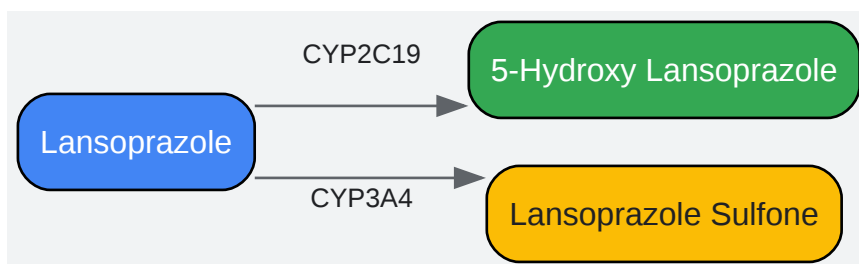 CYP2C19
5-Hydroxy Lansoprazole
Lansoprazole
CYP3A4
Lansoprazole Sulfone